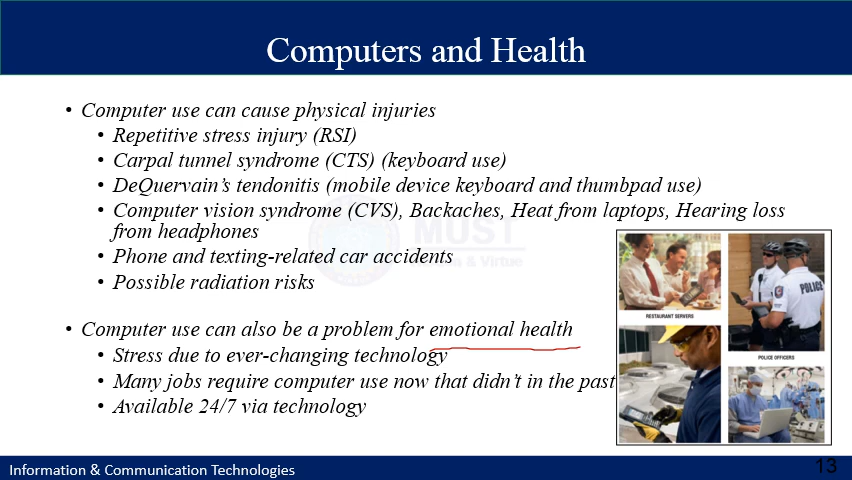 Computers and Health
• Computer use can cause physical injuries
• Repetitive stress injury (RSI)
• Carpal tunnel syndrome (CTS) (keyboard use)
• DeQuervain’s tendonitis (mobile device keyboard and thumbpad use)
• Computer vision syndrome (CVS), Backaches, Heat from laptops, Hearing loss
from headphones
• Phone and texting-related car accidents
• Possible radiation risks
• Computer use can also be a problem for emotional health
• Stress due to ever-changing technology
• Many jobs require computer use now that didn’t in the past
• Available 24/7 via technology
MUST
& Virtue
POLICE
RESTAURANT SERVERS
POLICE OFFICERS
Information & Communication Technologies
13